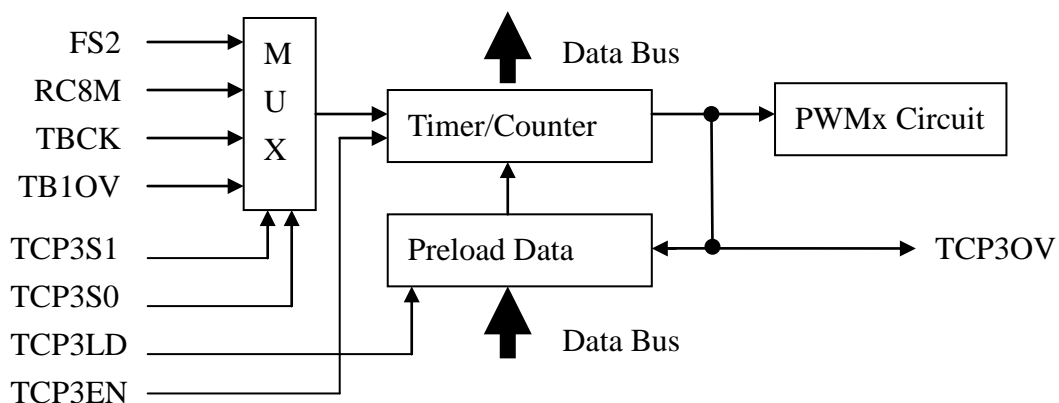 FS2
RC8M
TBCK
TB1OV
TCP3S1
TCP3S0
TCP3LD
TCP3EN
M
U
X
Data Bus
Timer/Counter
PWMx Circuit
Preload Data
TCP3OV
Data Bus